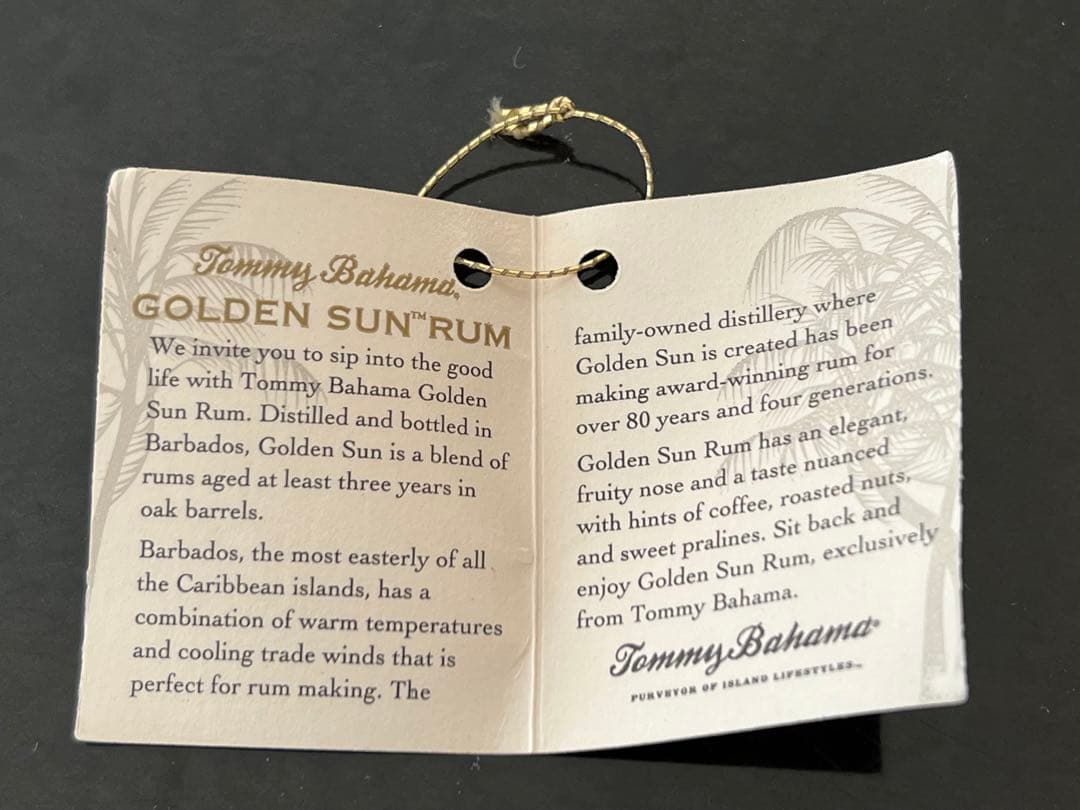 Tommy Bahama®
GOLDEN SUN™ RUM
We invite you to sip into the good
life with Tommy Bahama Golden
Sun Rum. Distilled and bottled in
Barbados, Golden Sun is a blend of
rums aged at least three years in
oak barrels.
Barbados, the most easterly of all
the Caribbean islands, has a
combination of warm temperatures
and cooling trade winds that is
perfect for rum making. The
family-owned distillery where
Golden Sun is created has been
making award-winning rum for
over 80 years and four generations.
Golden Sun Rum has an elegant,
fruity nose and a taste nuanced
with hints of coffee, roasted nuts,
and sweet pralines. Sit back and
enjoy Golden Sun Rum, exclusively
from Tommy Bahama.
Tommy Bahama®
PURVEYOR OF ISLAND LIFESTYLES™